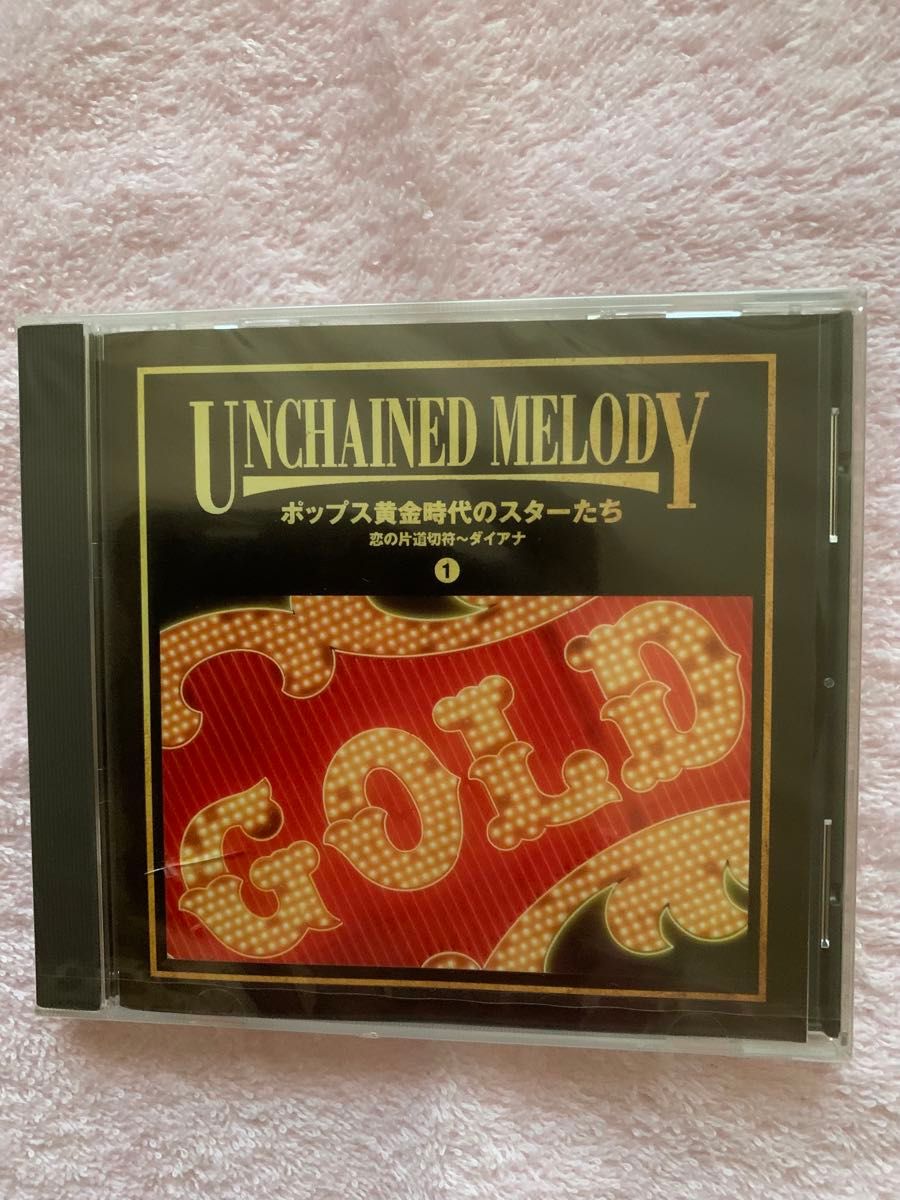 UNCHAINED MELODY
ポップス黄金時代のスターたち
恋の片道切符〜ダイアナ
1
GOLD